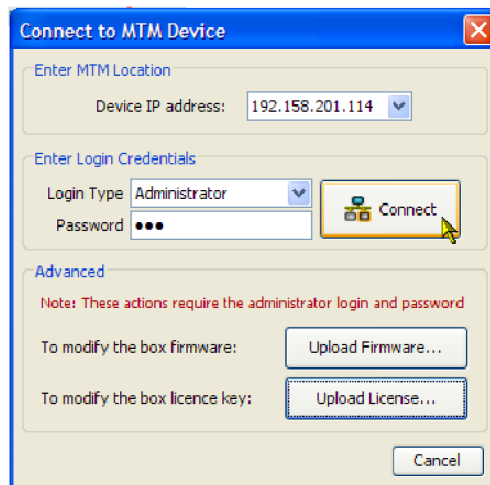 Connect to MTM Device
Enter MTM Location
Device IP address: 192.158.201.114
Enter Login Credentials
Login Type Administrator
Password ●●●
Connect
Advanced
Note: These actions require the administrator login and password
To modify the box firmware: Upload Firmware...
To modify the box licence key: Upload License...
Cancel